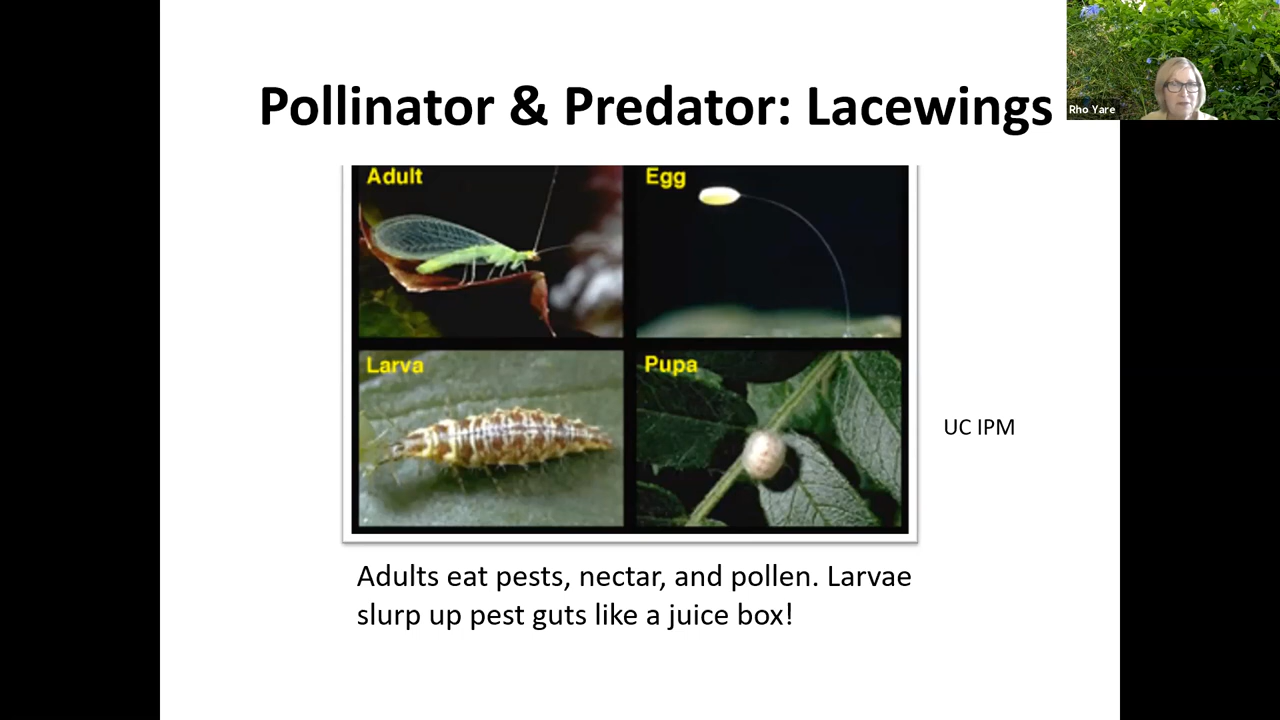 Pollinator & Predator: Lacewings
Rho Yare
Adult
Egg
Larva
Pupa
UC IPM
Adults eat pests, nectar, and pollen. Larvae
slurp up pest guts like a juice box!